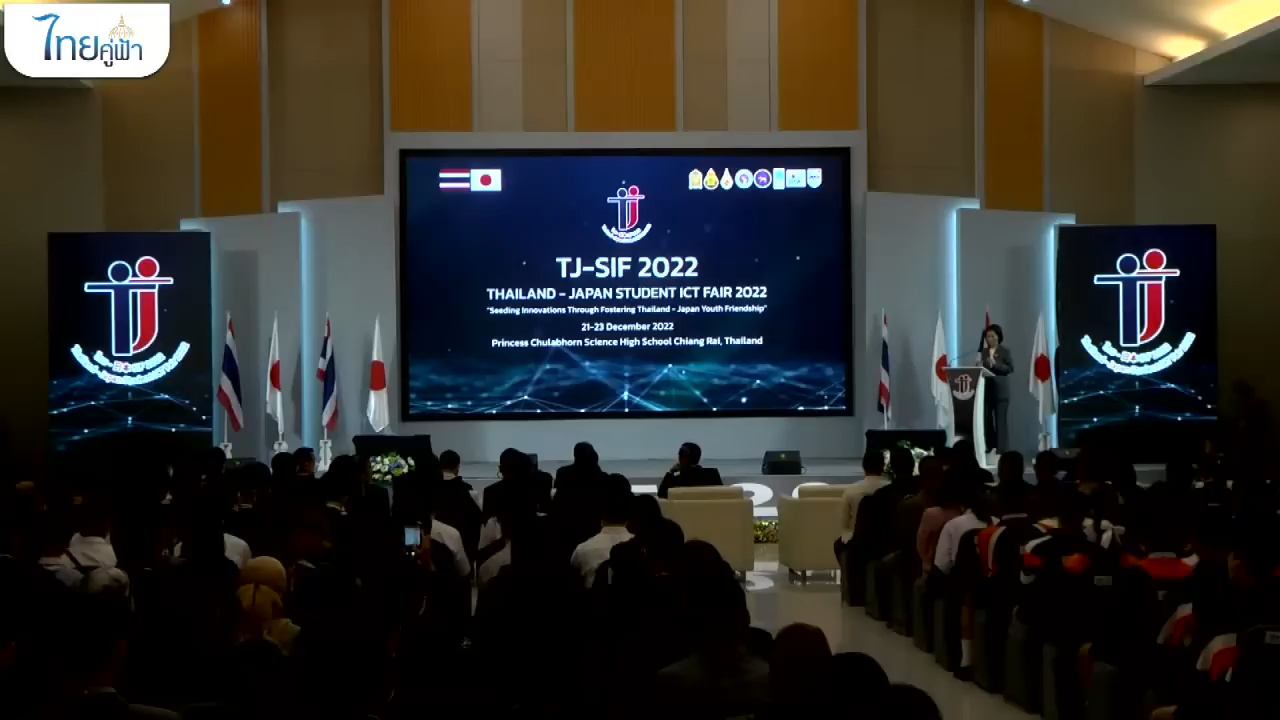 ไทยคู่ฟ้า
TJ-SIF 2022
THAILAND - JAPAN STUDENT ICT FAIR 2022
"Seeding Innovations Through Fostering Thailand - Japan Youth Friendship"
21-23 December 2022
Princess Chulabhorn Science High School Chiang Rai, Thailand